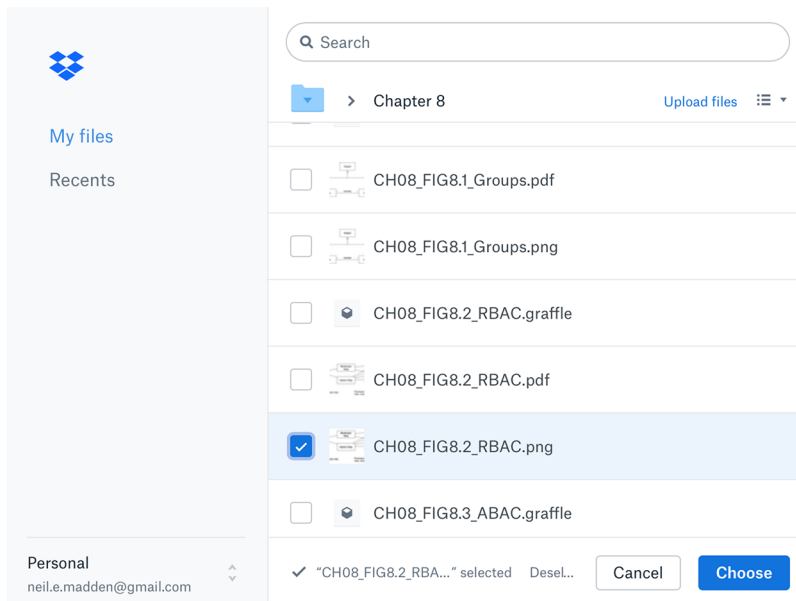 Search
Chapter 8
Upload files
My files
Recents
CH08_FIG8.1_Groups.pdf
CH08_FIG8.1_Groups.png
CH08_FIG8.2_RBAC.graffle
CH08_FIG8.2_RBAC.pdf
CH08_FIG8.2_RBAC.png
CH08_FIG8.3_ABAC.graffle
Personal
neil.e.madden@gmail.com
“CH08_FIG8.2_RBA...” selected
Desel...
Cancel
Choose